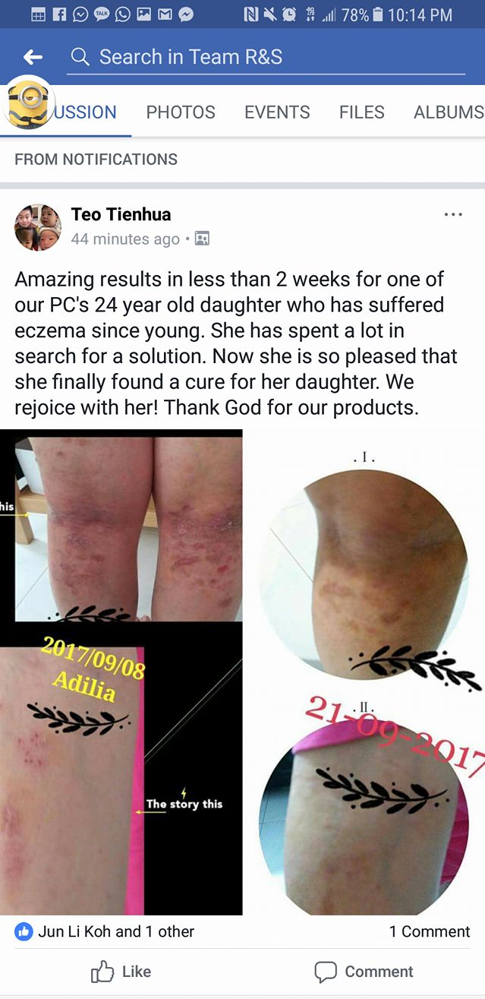 TALK
78% 10:14 PM
Search in Team R&S
USSION PHOTOS EVENTS FILES ALBUMS
FROM NOTIFICATIONS
Teo Tienhua
44 minutes ago
Amazing results in less than 2 weeks for one of
our PC's 24 year old daughter who has suffered
eczema since young. She has spent a lot in
search for a solution. Now she is so pleased that
she finally found a cure for her daughter. We
rejoice with her! Thank God for our products.
his
2017/09/08
Adilia
The story this
. I .
. II .
21-09-2017
Jun Li Koh and 1 other
1 Comment
Like
Comment